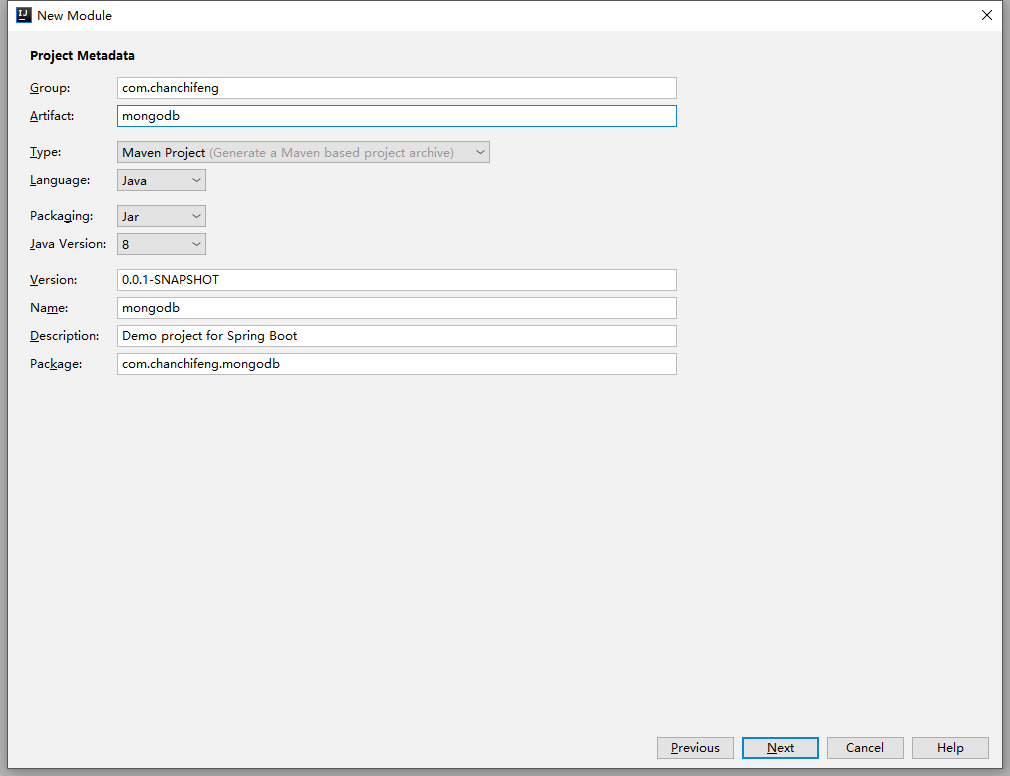 New Module
Project Metadata
Group: com.chanchifeng
Artifact: mongodb
Type: Maven Project (Generate a Maven based project archive)
Language: Java
Packaging: Jar
Java Version: 8
Version: 0.0.1-SNAPSHOT
Name: mongodb
Description: Demo project for Spring Boot
Package: com.chanchifeng.mongodb
Previous Next Cancel Help